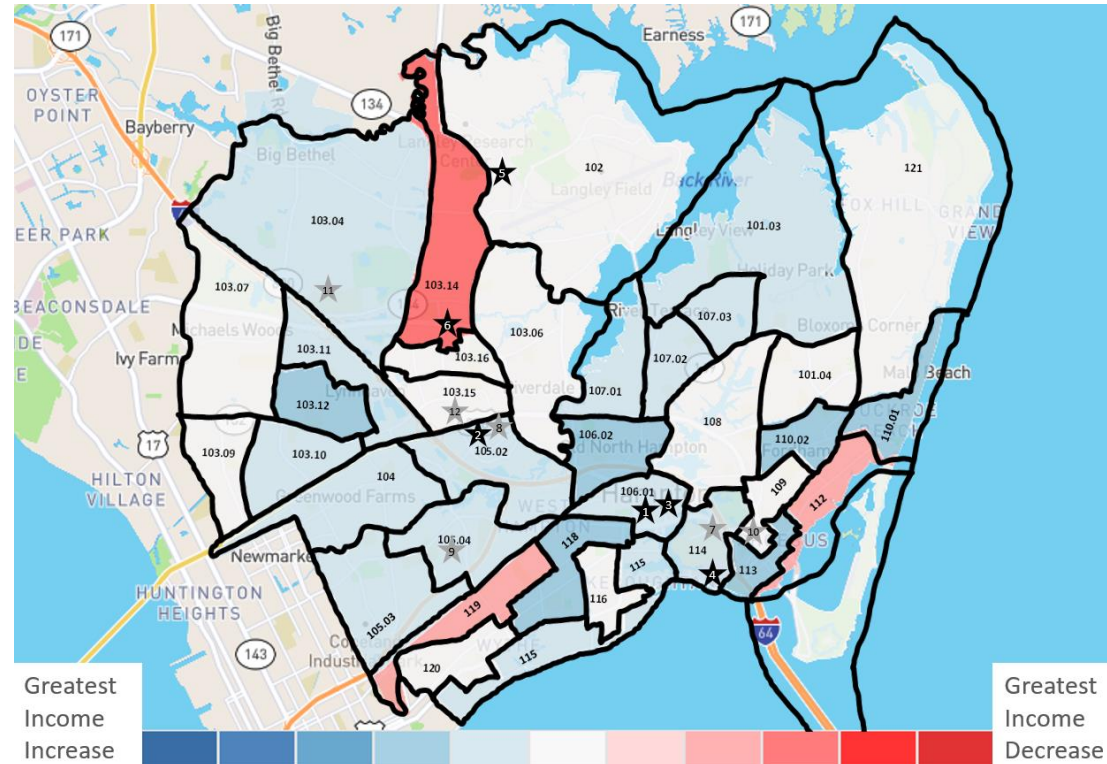 171
171
Earness
Big Bethel
OYSTER
POINT
134
Bayberry
Big Bethel
Langley Research
5
102
Langley Field
Back River
121
FOX HILL
GRAND
VIEW
103.04
Langley View
101.03
EER PARK
Holiday Park
11
103.14
103.07
107.03
BEACONSDALE
6
River Terrace
Michaels Woods
103.06
Bloxoms Corner
103.11
103.16
107.02
Ivy Farm
101.04
Beach
107.01
103.15
Riverdale
103.12
12
8
108
110.01
17
2
106.02
110.02
105.02
103.09
103.10
HILTON
VILLAGE
104
109
Greenwood Farms
106.01
112
1
3
7
10
118
114
9
Newmarke
115
113
4
HUNTINGTON
HEIGHTS
116
119
105.03
64
143
120
115
Greatest
Income
Increase
Greatest
Income
Decrease